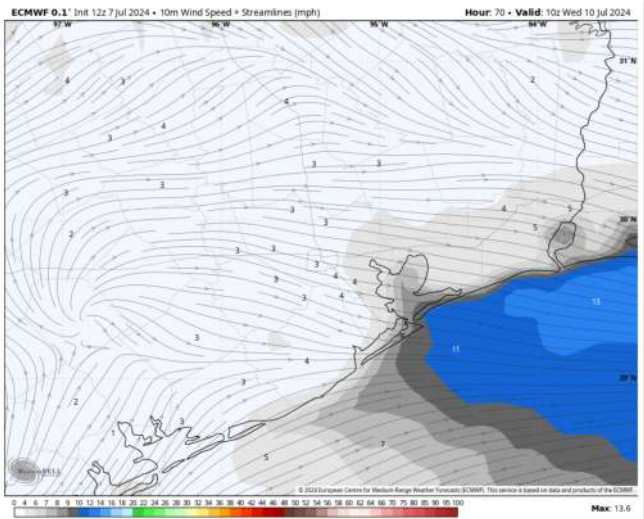 ECMWF 0.1° Init 12z 7 Jul 2024 • 10m Wind Speed + Streamlines (mph) Hour: 70 • Valid: 10z Wed 10 Jul 2024
97°W 96°W 95°W 94°W
31°N
4 3 2
4
3 4
3 3 3
3 3 4 5
30°N
2 3 5
3 3
3 4 4
3 3 4
13
3 11
4
3 29°N
2
1 3
5 7
WeatherBELL
© 2024 European Centre for Medium-Range Weather Forecasts (ECMWF). This service is based on data and products of the ECMWF.
0 2 4 5 6 7 8 9 10 12 14 16 18 20 22 24 26 28 30 32 34 36 38 40 42 44 46 48 50 52 54 56 58 60 62 64 66 70 75 80 85 90 95 100
Max: 13.6